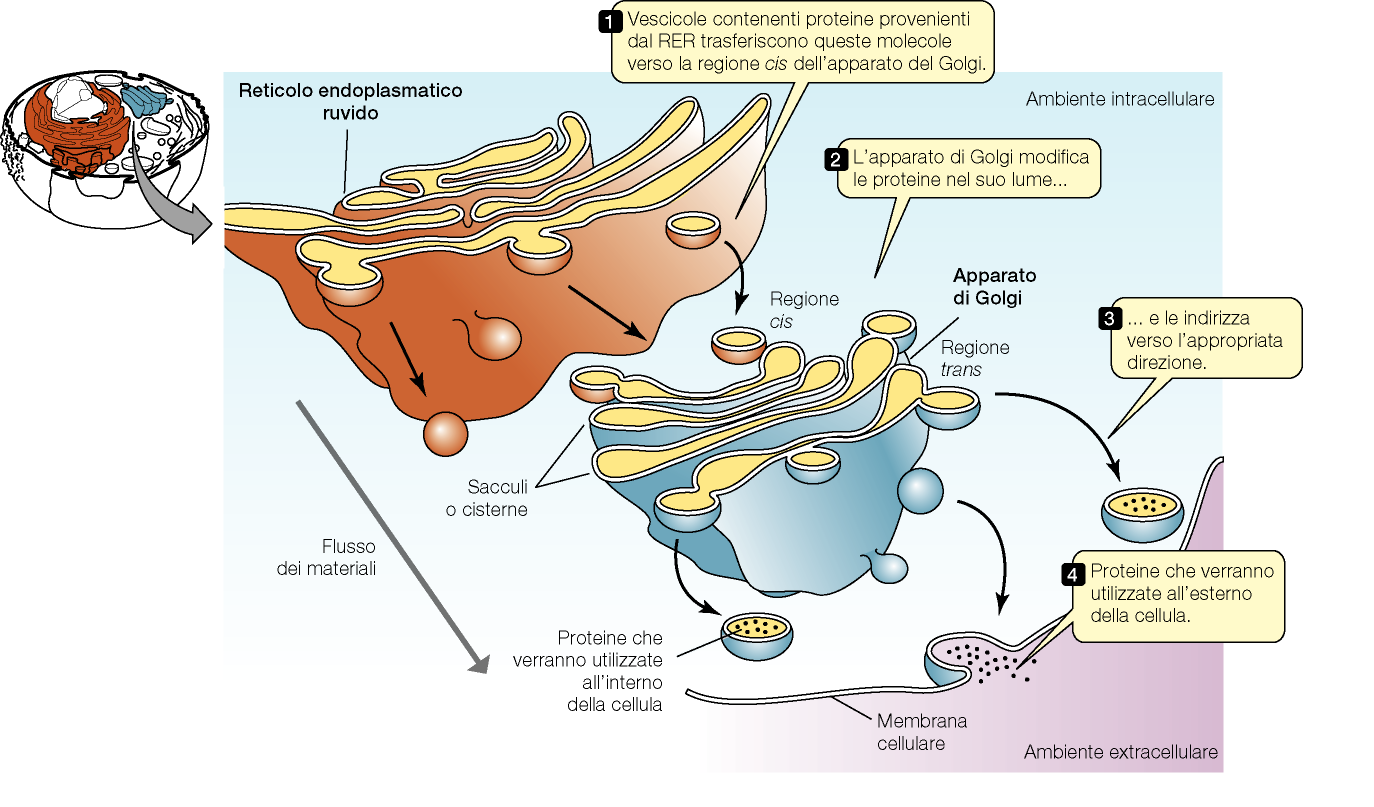 1 Vescicole contenenti proteine provenienti
dal RER trasferiscono queste molecole
verso la regione cis dell'apparato del Golgi.
Reticolo endoplasmatico
ruvido
Ambiente intracellulare
2 L'apparato di Golgi modifica
le proteine nel suo lume...
Apparato
di Golgi
Regione
cis
3 ... e le indirizza
verso l'appropriata
direzione.
Regione
trans
Sacculi
o cisterne
Flusso
dei materiali
4 Proteine che verranno
utilizzate all'esterno
della cellula.
Proteine che
verranno utilizzate
all'interno
della cellula
Membrana
cellulare
Ambiente extracellulare